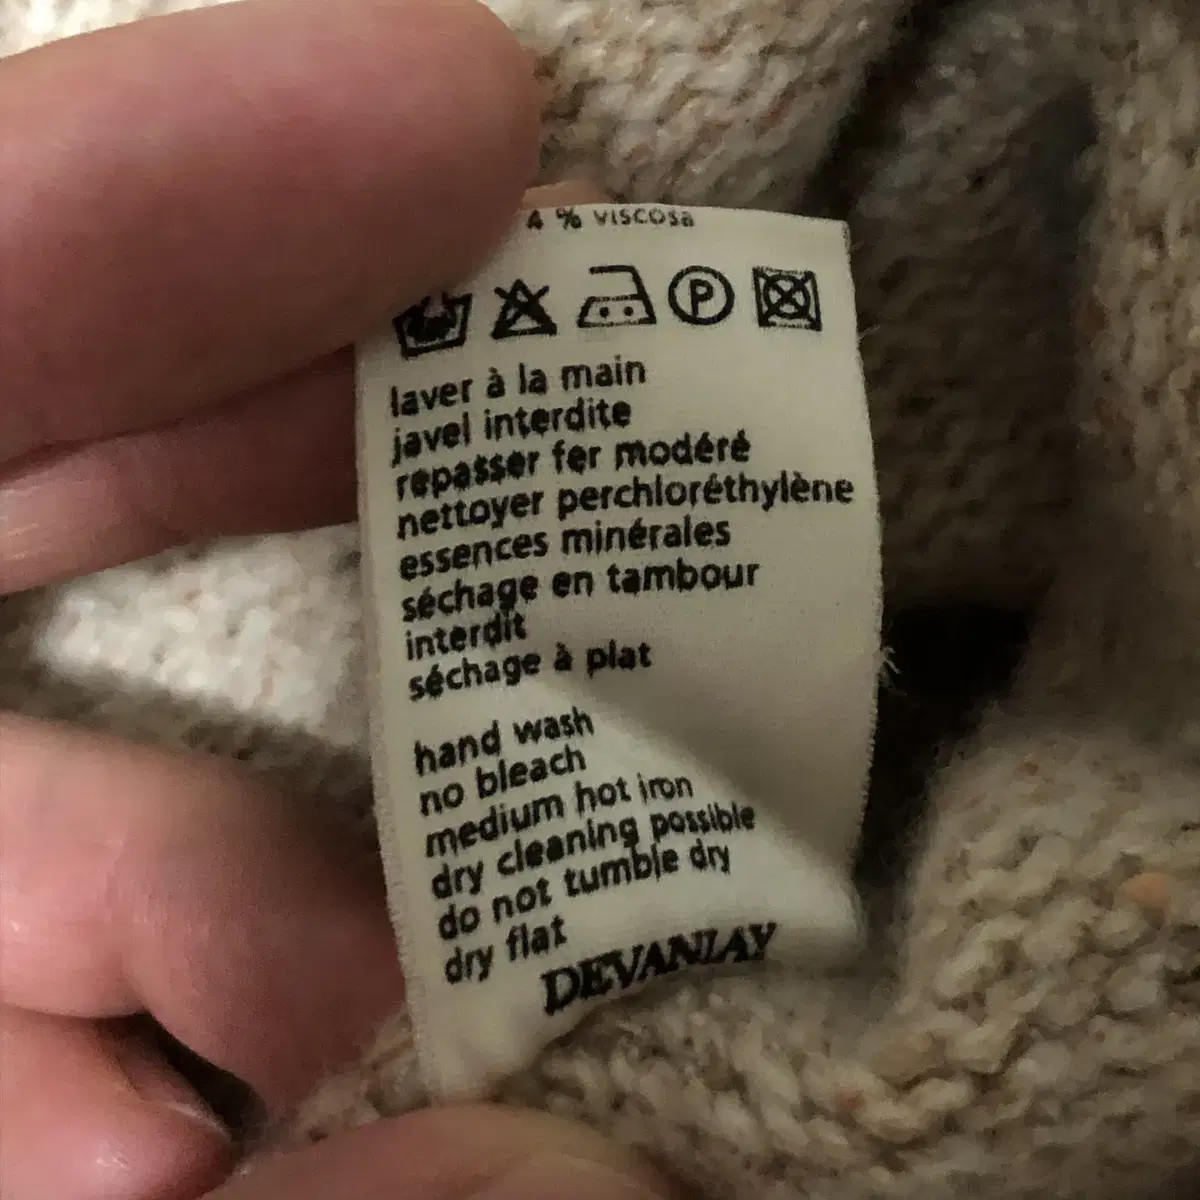 4 % viscosa
P
laver à la main
javel interdite
repasser fer modéré
nettoyer perchloréthylène
essences minérales
séchage en tambour
interdit
séchage à plat
hand wash
no bleach
medium hot iron
dry cleaning possible
do not tumble dry
dry flat
DEVANLAY